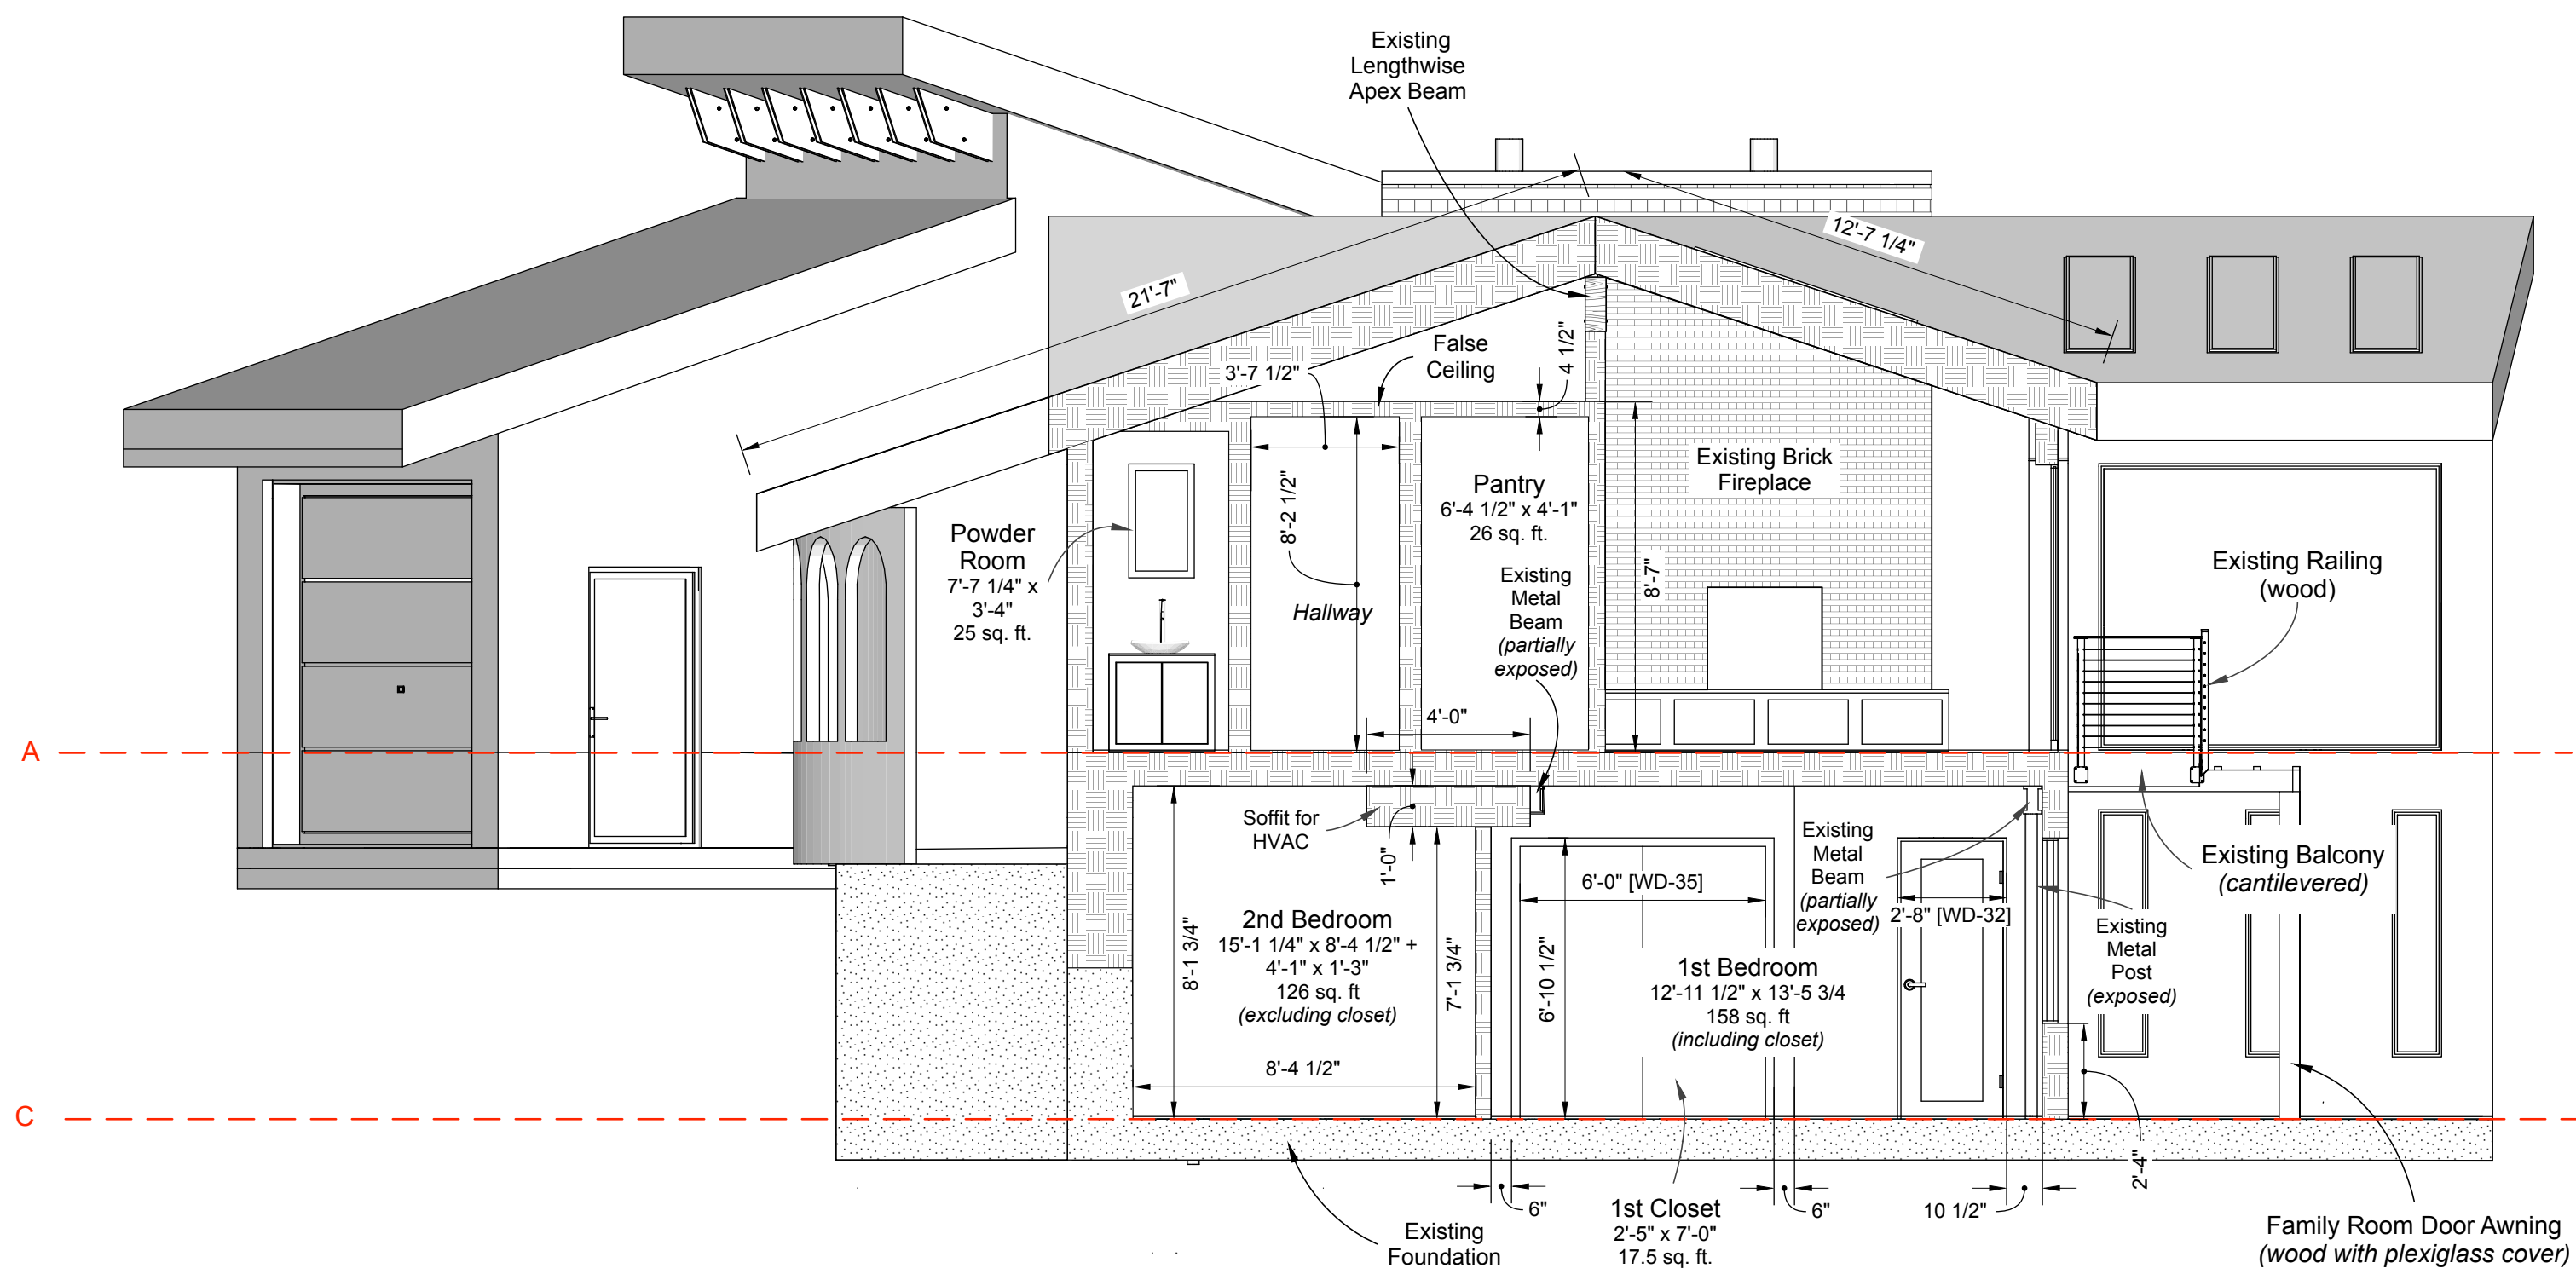 Existing
Lengthwise
Apex Beam
12'-7 1/4"
21'-7"
False
Ceiling
3'-7 1/2"
4 1/2"
Existing Brick
Fireplace
Pantry
6'-4 1/2" x 4'-1"
26 sq. ft.
8'-2 1/2"
Powder
Room
7'-7 1/4" x
3'-4"
25 sq. ft.
Hallway
Existing
Metal
Beam
(partially
exposed)
8'-7"
Existing Railing
(wood)
4'-0"
A
Soffit for
HVAC
1'-0"
Existing
Metal
Beam
(partially
exposed)
Existing Balcony
(cantilevered)
6'-0" [WD-35]
2'-8" [WD-32]
2nd Bedroom
15'-1 1/4" x 8'-4 1/2" +
4'-1" x 1'-3"
126 sq. ft
(excluding closet)
8'-1 3/4"
7'-1 3/4"
6'-10 1/2"
1st Bedroom
12'-11 1/2" x 13'-5 3/4
158 sq. ft
(including closet)
Existing
Metal
Post
(exposed)
8'-4 1/2"
C
2'-4"
6"
6"
10 1/2"
1st Closet
2'-5" x 7'-0"
17.5 sq. ft.
Existing
Foundation
Family Room Door Awning
(wood with plexiglass cover)